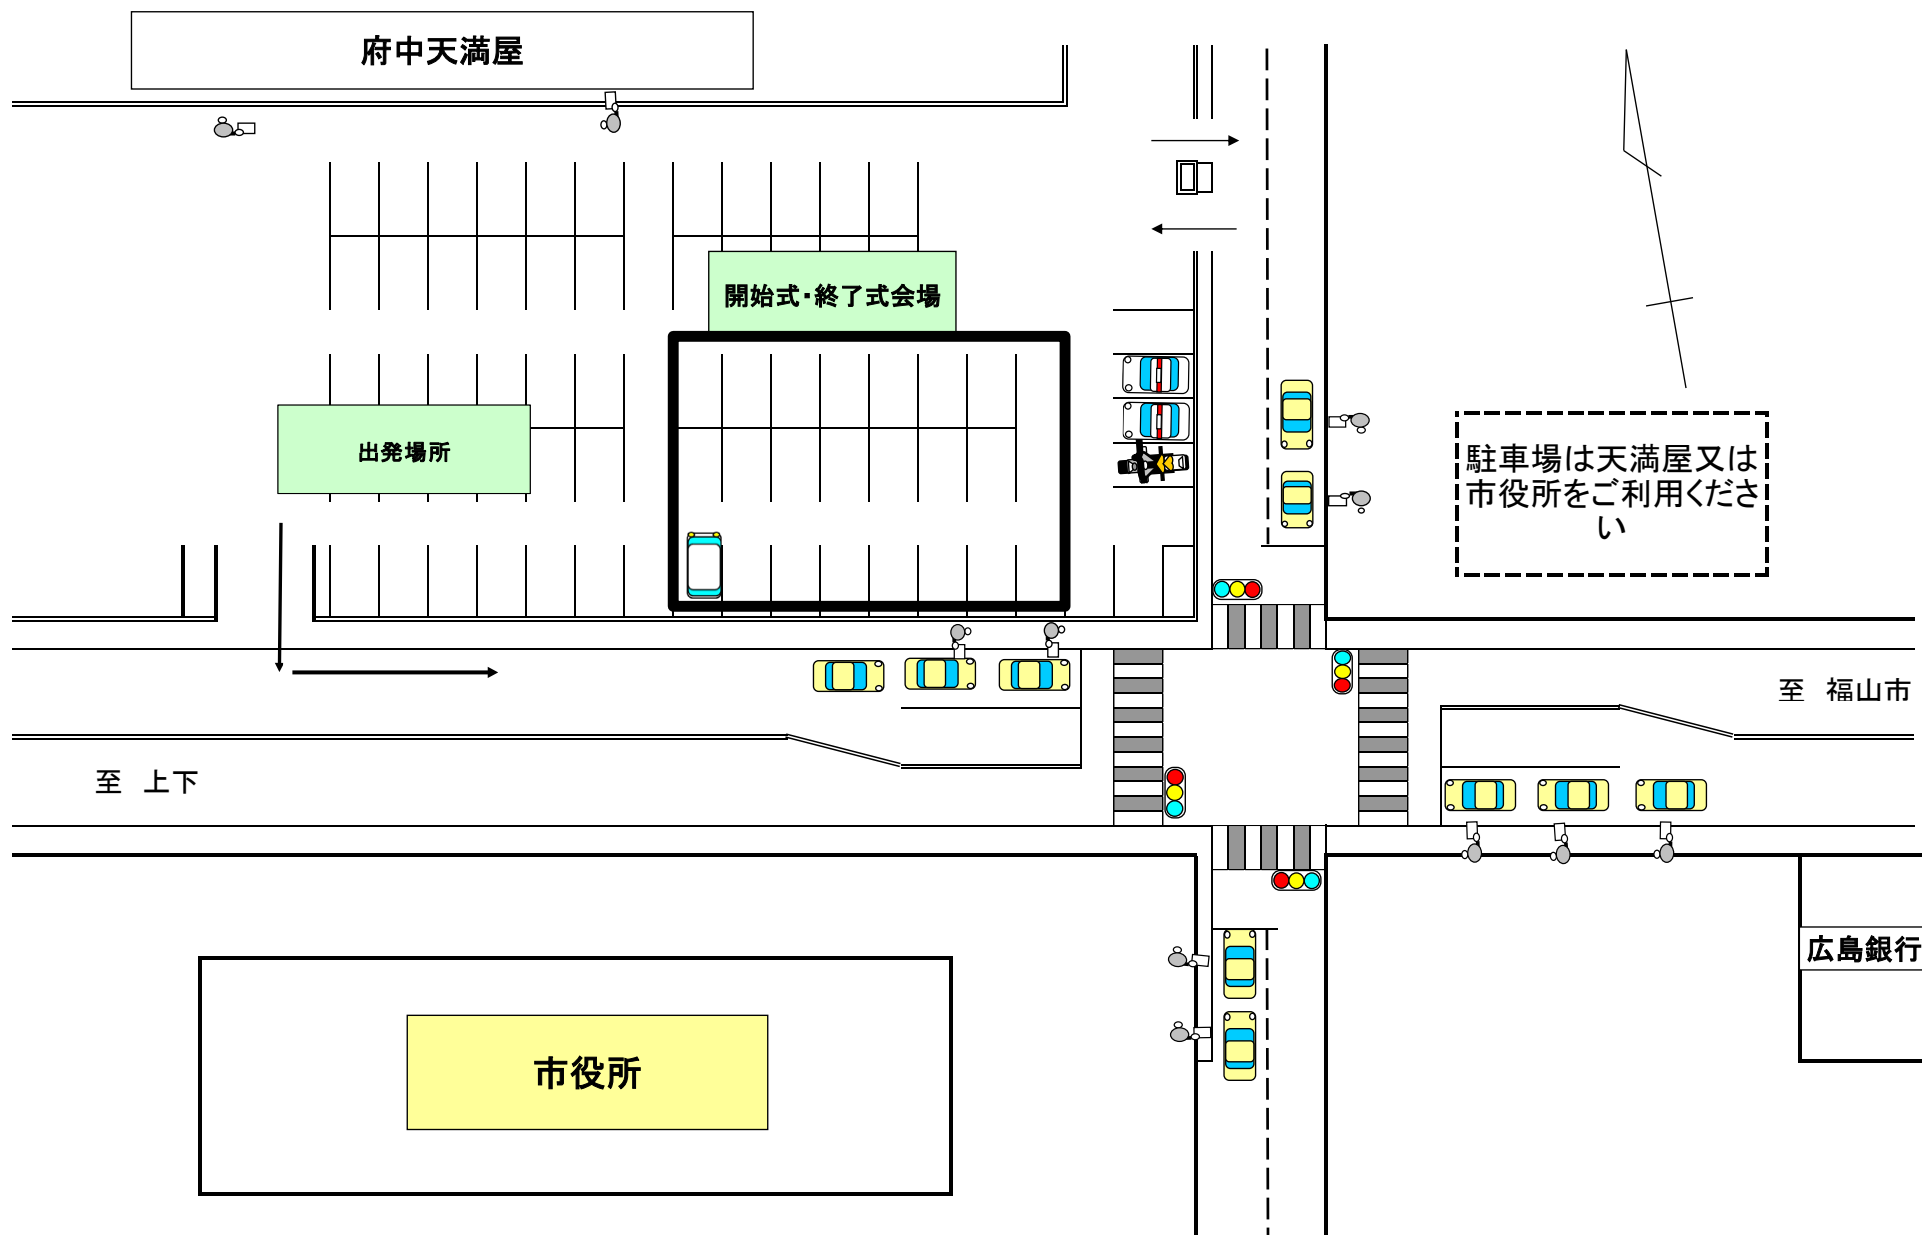 府中天満屋
開始式・終了式会場
出発場所
駐車場は天満屋又は
市役所をご利用くださ
い
至 福山市
至 上下
広島銀行
市役所